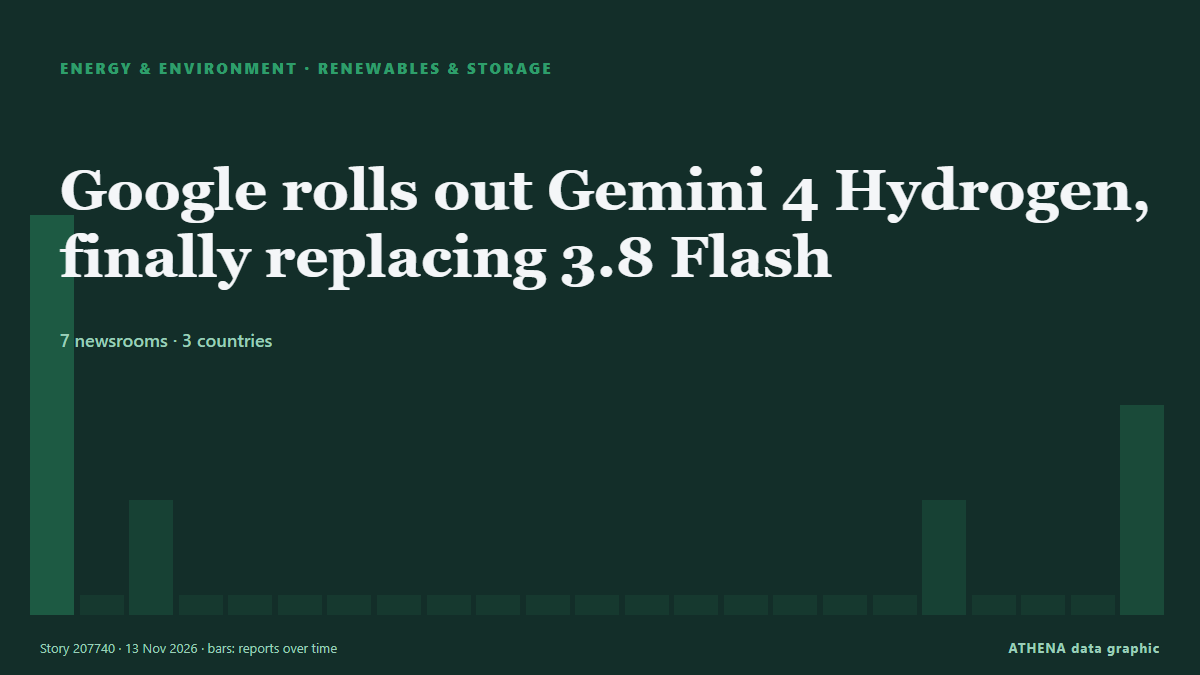 ENERGY & ENVIRONMENT · RENEWABLES & STORAGE
Google rolls out Gemini 4 Hydrogen,
finally replacing 3.8 Flash
7 newsrooms · 3 countries
Story 207740 · 13 Nov 2026 · bars: reports over time
ATHENA data graphic